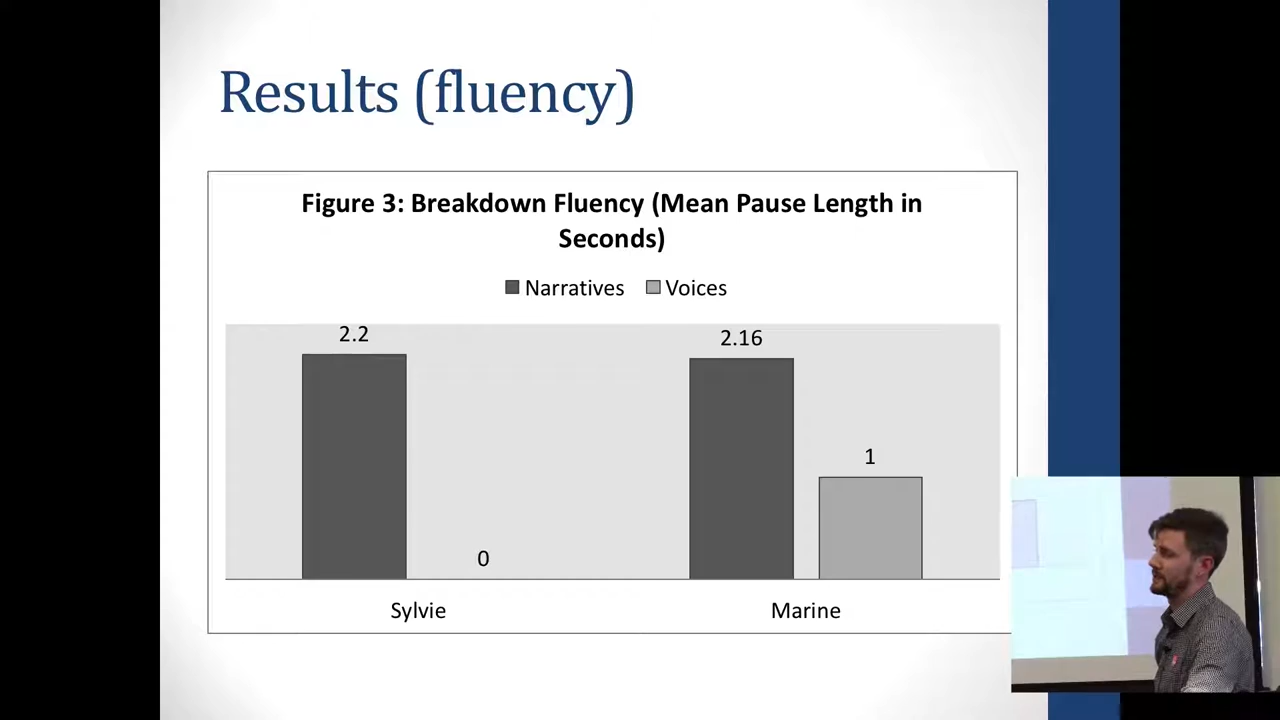 Results (fluency)
Figure 3: Breakdown Fluency (Mean Pause Length in
Seconds)
Narratives Voices
2.2
2.16
1
0
Sylvie Marine